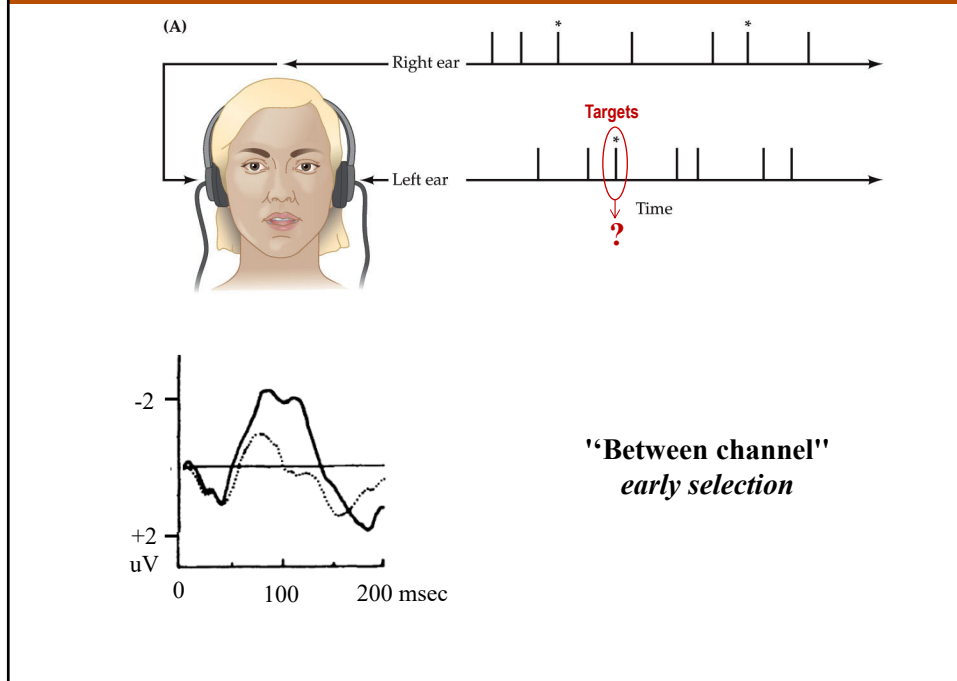 (A)
*
*
Right ear
Targets
*
Left ear
Time
?
-2
+2
uV
0
100
200 msec
"‘Between channel"
early selection